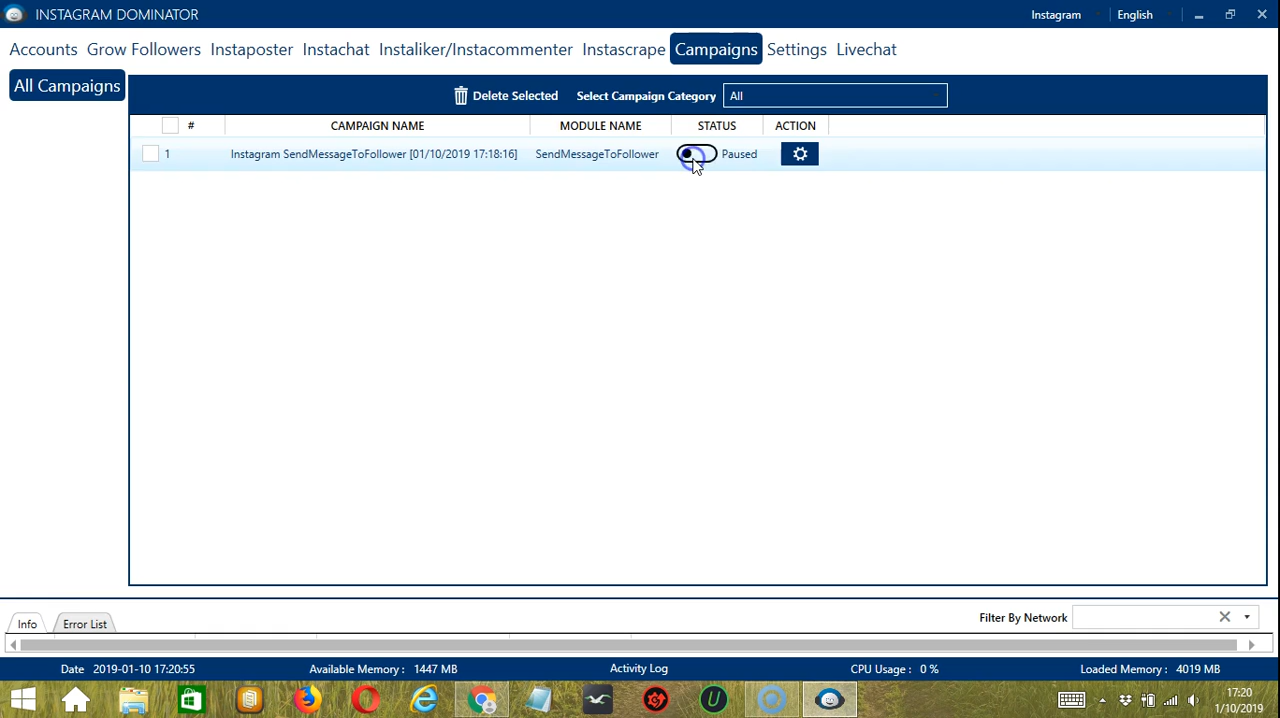 INSTAGRAM DOMINATOR
Instagram English
Accounts Grow Followers Instaposter Instachat Instaliker/Instacommenter Instascrape Campaigns Settings Livechat
All Campaigns
Delete Selected Select Campaign Category All
# CAMPAIGN NAME MODULE NAME STATUS ACTION
1 Instagram SendMessageToFollower [01/10/2019 17:18:16] SendMessageToFollower Paused
Filter By Network
Info Error List
Date 2019-01-10 17:20:55 Available Memory : 1447 MB Activity Log CPU Usage : 0 % Loaded Memory : 4019 MB
17:20
1/10/2019